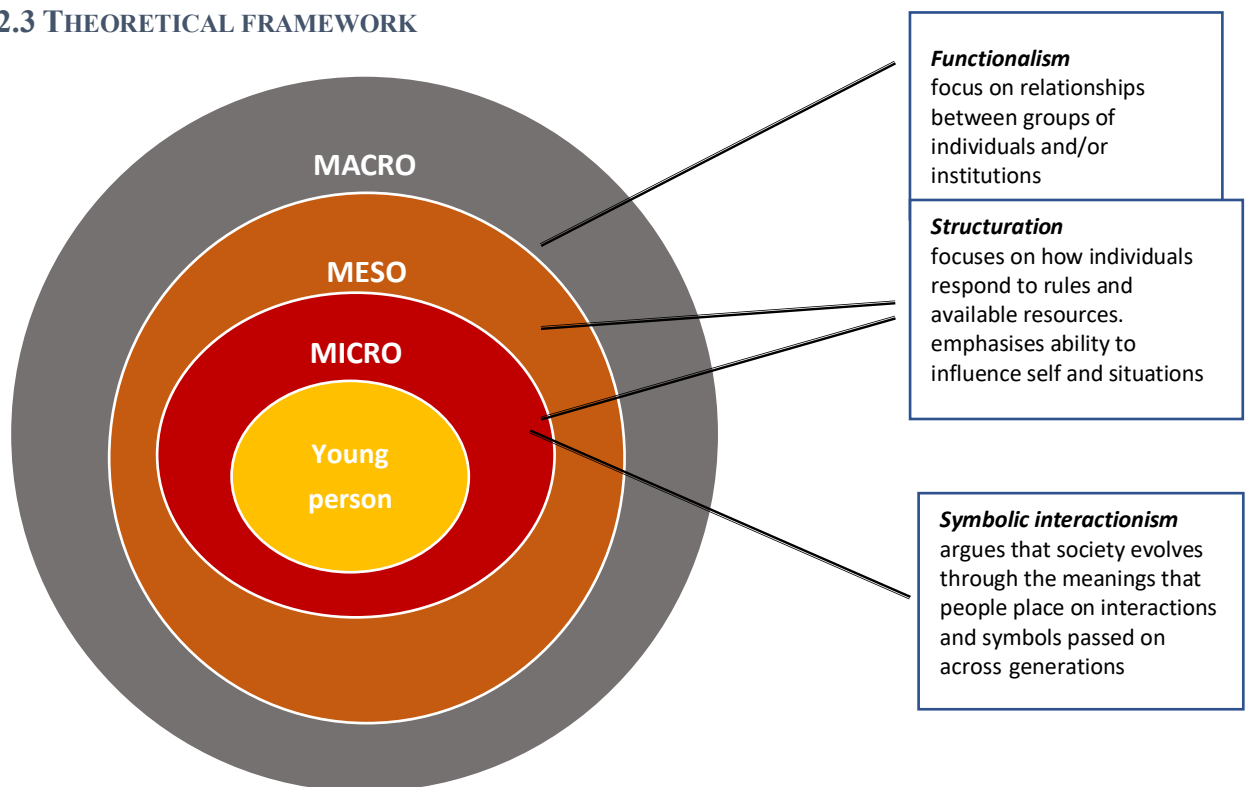 2.3 THEORETICAL FRAMEWORK
MACRO
MESO
MICRO
Young
person
Functionalism
focus on relationships
between groups of
individuals and/or
institutions
Structuration
focuses on how individuals
respond to rules and
available resources.
emphasises ability to
influence self and situations
Symbolic interactionism
argues that society evolves
through the meanings that
people place on interactions
and symbols passed on
across generations